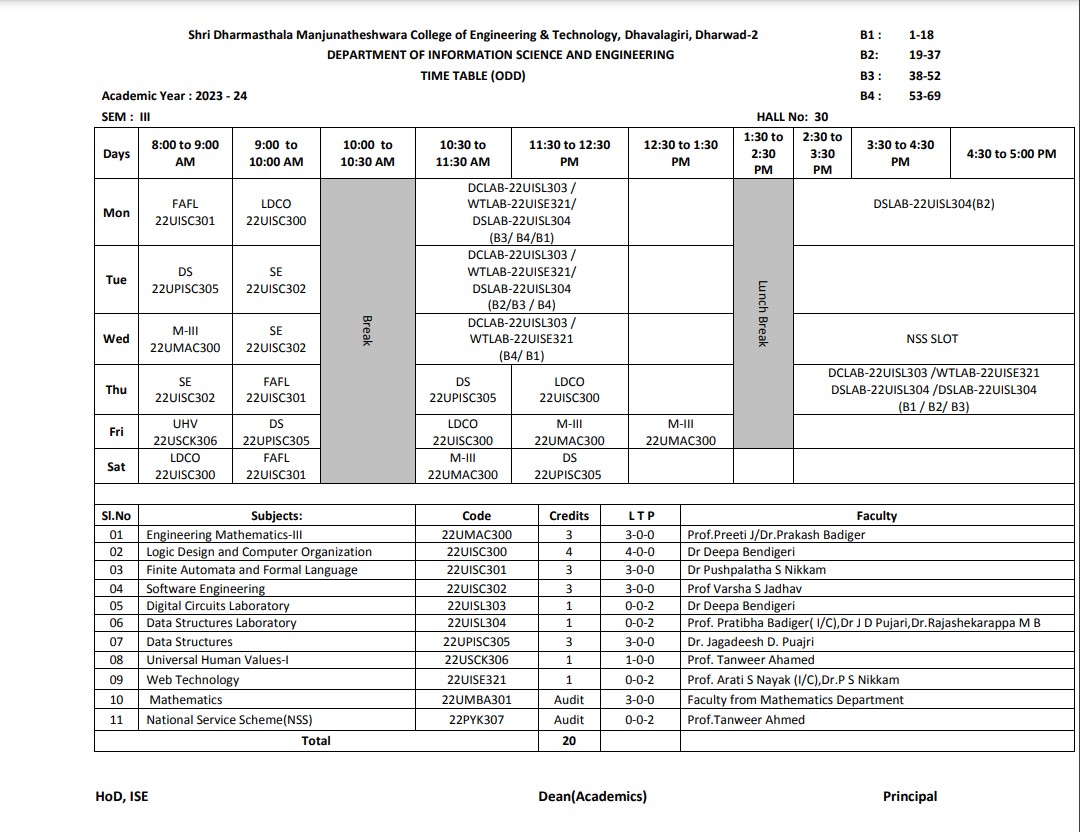 Shri Dharmasthala Manjunatheshwara College of Engineering & Technology, Dhavalagiri, Dharwad-2 B1 : 1-18
DEPARTMENT OF INFORMATION SCIENCE AND ENGINEERING B2: 19-37
TIME TABLE (ODD) B3 : 38-52
Academic Year : 2023 - 24 B4 : 53-69
SEM : III HALL No: 30
Days 8:00 to 9:00 AM 9:00 to 10:00 AM 10:00 to 10:30 AM 10:30 to 11:30 AM 11:30 to 12:30 PM 12:30 to 1:30 PM 1:30 to 2:30 PM 2:30 to 3:30 PM 3:30 to 4:30 PM 4:30 to 5:00 PM
Mon FAFL 22UISC301 LDCO 22UISC300 DCLAB-22UISL303 / WTLAB-22UISE321/ DSLAB-22UISL304 (B3/ B4/B1) DSLAB-22UISL304(B2)
Tue DS 22UPISC305 SE 22UISC302 DCLAB-22UISL303 / WTLAB-22UISE321/ DSLAB-22UISL304 (B2/B3 / B4)
Break
Lunch Break
Wed M-III 22UMAC300 SE 22UISC302 DCLAB-22UISL303 / WTLAB-22UISE321 (B4/ B1) NSS SLOT
Thu SE 22UISC302 FAFL 22UISC301 DS 22UPISC305 LDCO 22UISC300 DCLAB-22UISL303 /WTLAB-22UISE321 DSLAB-22UISL304 /DSLAB-22UISL304 (B1 / B2/ B3)
Fri UHV 22USCK306 DS 22UPISC305 LDCO 22UISC300 M-III 22UMAC300 M-III 22UMAC300
Sat LDCO 22UISC300 FAFL 22UISC301 M-III 22UMAC300 DS 22UPISC305
Sl.No Subjects: Code Credits L T P Faculty
01 Engineering Mathematics-III 22UMAC300 3 3-0-0 Prof.Preeti J/Dr.Prakash Badiger
02 Logic Design and Computer Organization 22UISC300 4 4-0-0 Dr Deepa Bendigeri
03 Finite Automata and Formal Language 22UISC301 3 3-0-0 Dr Pushpalatha S Nikkam
04 Software Engineering 22UISC302 3 3-0-0 Prof Varsha S Jadhav
05 Digital Circuits Laboratory 22UISL303 1 0-0-2 Dr Deepa Bendigeri
06 Data Structures Laboratory 22UISL304 1 0-0-2 Prof. Pratibha Badiger( I/C),Dr J D Pujari,Dr.Rajashekarappa M B
07 Data Structures 22UPISC305 3 3-0-0 Dr. Jagadeesh D. Puajri
08 Universal Human Values-I 22USCK306 1 1-0-0 Prof. Tanweer Ahamed
09 Web Technology 22UISE321 1 0-0-2 Prof. Arati S Nayak (I/C),Dr.P S Nikkam
10 Mathematics 22UMBA301 Audit 3-0-0 Faculty from Mathematics Department
11 National Service Scheme(NSS) 22PYK307 Audit 0-0-2 Prof.Tanweer Ahmed
Total 20
HoD, ISE Dean(Academics) Principal